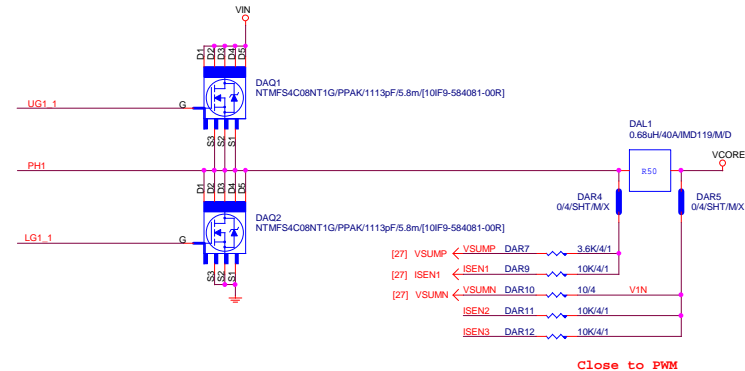 VIN
D1 D2 D3 D4 D5
DAQ1
NTMFS4C08NT1G/PPAK/1113pF/5.8m/[10IF9-584081-00R]
UG1_1
G
S3 S2 S1
DAL1
0.68uH/40A/IMD119/M/D
VCORE
PH1
R50
D1 D2 D3 D4 D5
DAQ2
NTMFS4C08NT1G/PPAK/1113pF/5.8m/[10IF9-584081-00R]
DAR4
0/4/SHT/M/X
DAR5
0/4/SHT/M/X
LG1_1
G
S3 S2 S1
[27] VSUMP VSUMP DAR7 3.6K/4/1
[27] ISEN1 ISEN1 DAR9 10K/4/1
[27] VSUMN VSUMN DAR10 10/4 V1N
ISEN2 DAR11 10K/4/1
ISEN3 DAR12 10K/4/1
Close to PWM